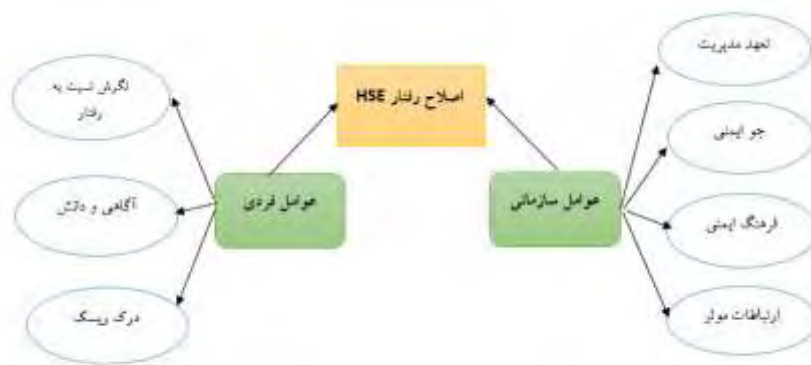 تعهد مدیریت
اصلاح رفتار HSE
نگرش نسبت به
رفتار
جو ایمنی
عوامل سازمانی
عوامل فردی
آگاهی و دانش
فرهنگ ایمنی
ارتباطات موثر
درک ریسک